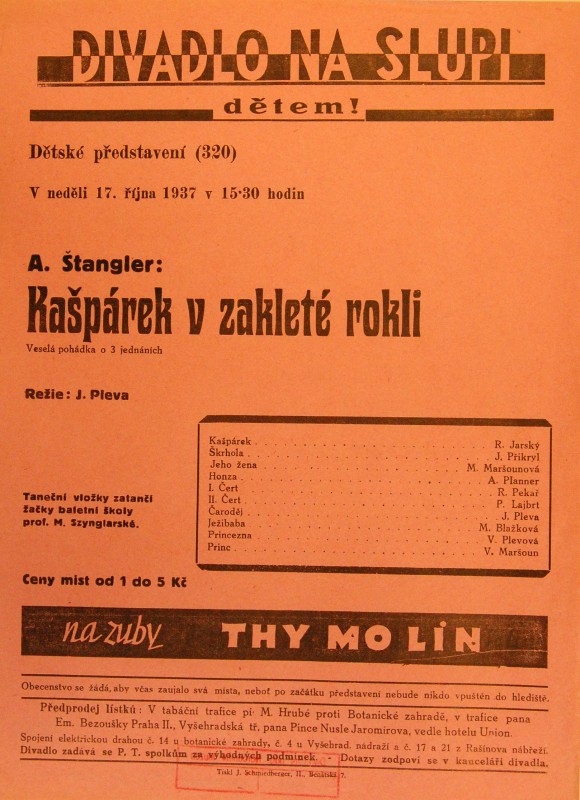 DIVADLO NA SLUPI
dětem!
Dětské představení (320)
V neděli 17. října 1937 v 15·30 hodin
A. Štangler:
Kašpárek v zakleté rokli
Veselá pohádka o 3 jednáních
Režie: J. Pleva
Kašpárek . . . R. Jarský
Škrhola . . . J. Přikryl
Jeho žena . . . M. Maršounová
Honza . . . A. Planner
I. Čert . . . R. Pekař
II. Čert . . . P. Lajbrt
Čaroděj . . . J. Pleva
Ježibaba . . . M. Blažková
Princezna . . . V. Plevová
Princ . . . V. Maršoun
Taneční vložky zatančí
žačky baletní školy
prof. M. Szynglarské.
Ceny míst od 1 do 5 Kč
na zuby THYMOLIN
Obecenstvo se žádá, aby včas zaujalo svá místa, neboť po začátku představení nebude nikdo vpuštěn do hlediště.
Předprodej lístků: V tabáční trafice pí M. Hrubé proti Botanické zahradě, v trafice pana
Em. Bezoušky Praha II., Vyšehradská tř, pana Pince Nusle Jaromírova, vedle hotelu Union.
Spojení elektrickou drahou č. 14 u botanické zahrady, č. 4 u Vyšehrad. nádraží a č. 17 a 21 z Rašínova nábřeží.
Divadlo zadává se P. T. spolkům za výhodných podmínek - Dotazy zodpoví se v kanceláři divadla.
Tiskl J. Schmiedberger, II., 7.